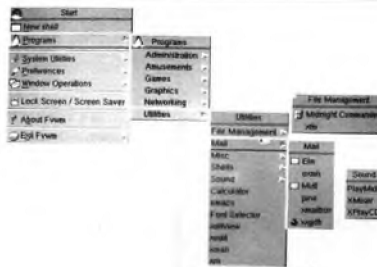 Start
New shell
Programs
System Utilities
Preferences
Window Operations
Lock Screen / Screen Saver
About Fvwm
Exit Fvwm
Programs
Administration
Amusements
Games
Graphics
Networking
Utilities
Utilities
File Management
Mail
Misc
Shells
Sound
Calculator
Font Selector
File Management
Midnight Commander
Mail
Elm
Mutt
pine
Sound
PlayMidi
XMixer
XPlayCD